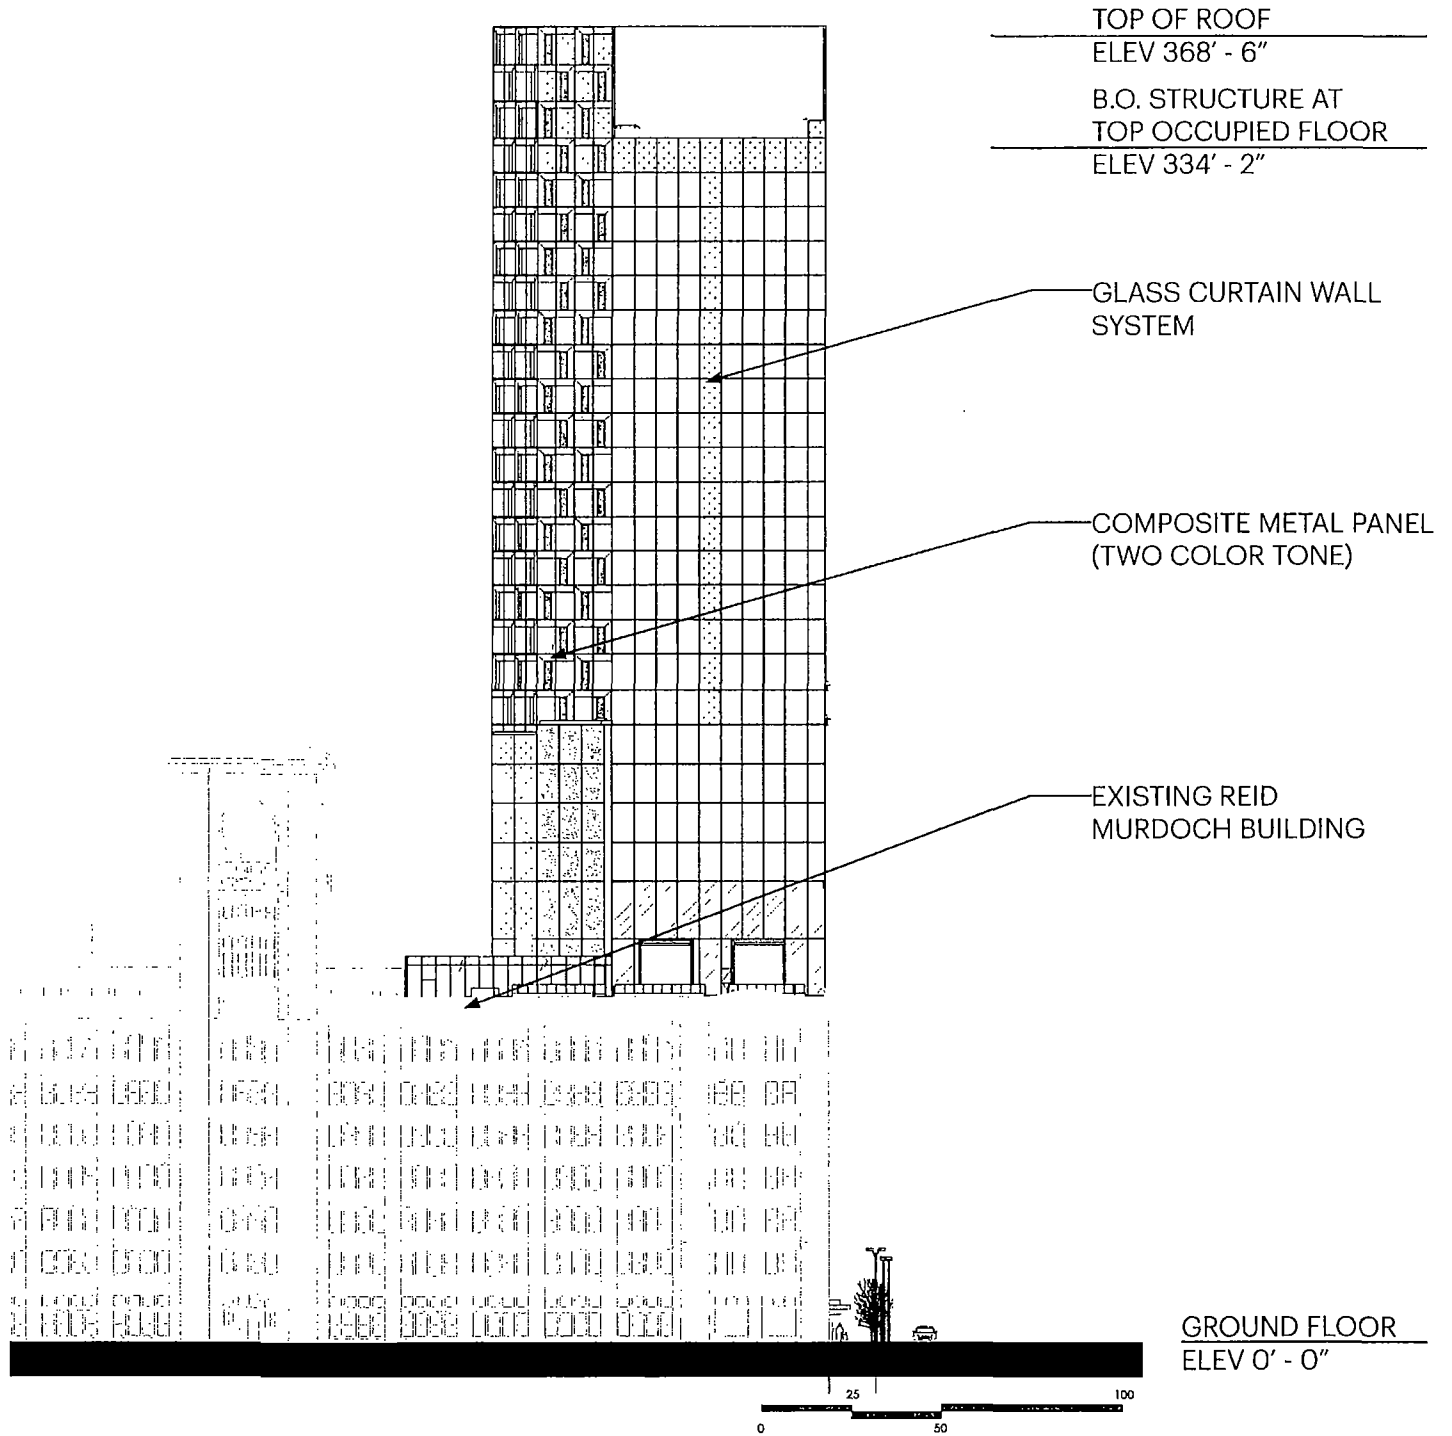 TOP OF ROOF
ELEV 368' - 6"
B.O. STRUCTURE AT
TOP OCCUPIED FLOOR
ELEV 334' - 2"
GLASS CURTAIN WALL
SYSTEM
COMPOSITE METAL PANEL
(TWO COLOR TONE)
EXISTING REID
MURDOCH BUILDING
GROUND FLOOR
ELEV 0' - 0"
25
100
0
50